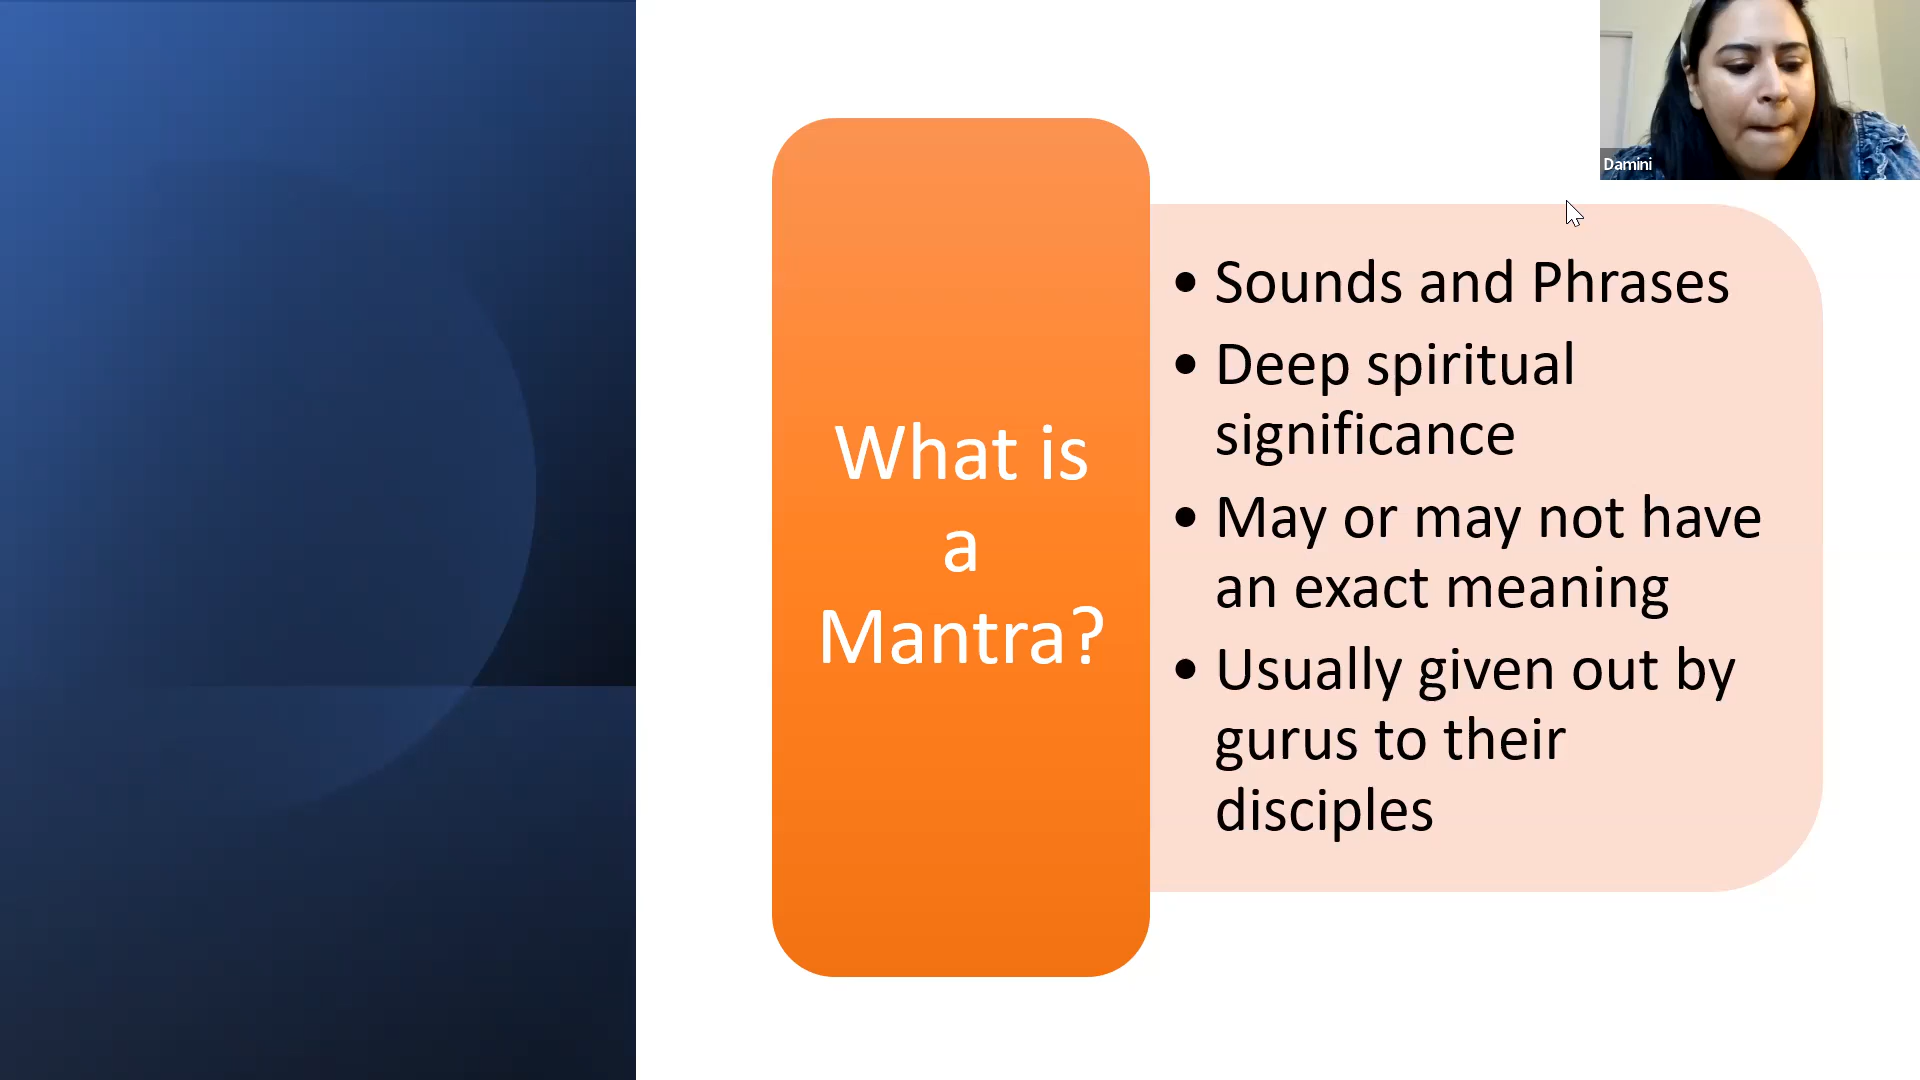 What is
a
Mantra?
• Sounds and Phrases
• Deep spiritual
significance
• May or may not have
an exact meaning
• Usually given out by
gurus to their
disciples
Damini